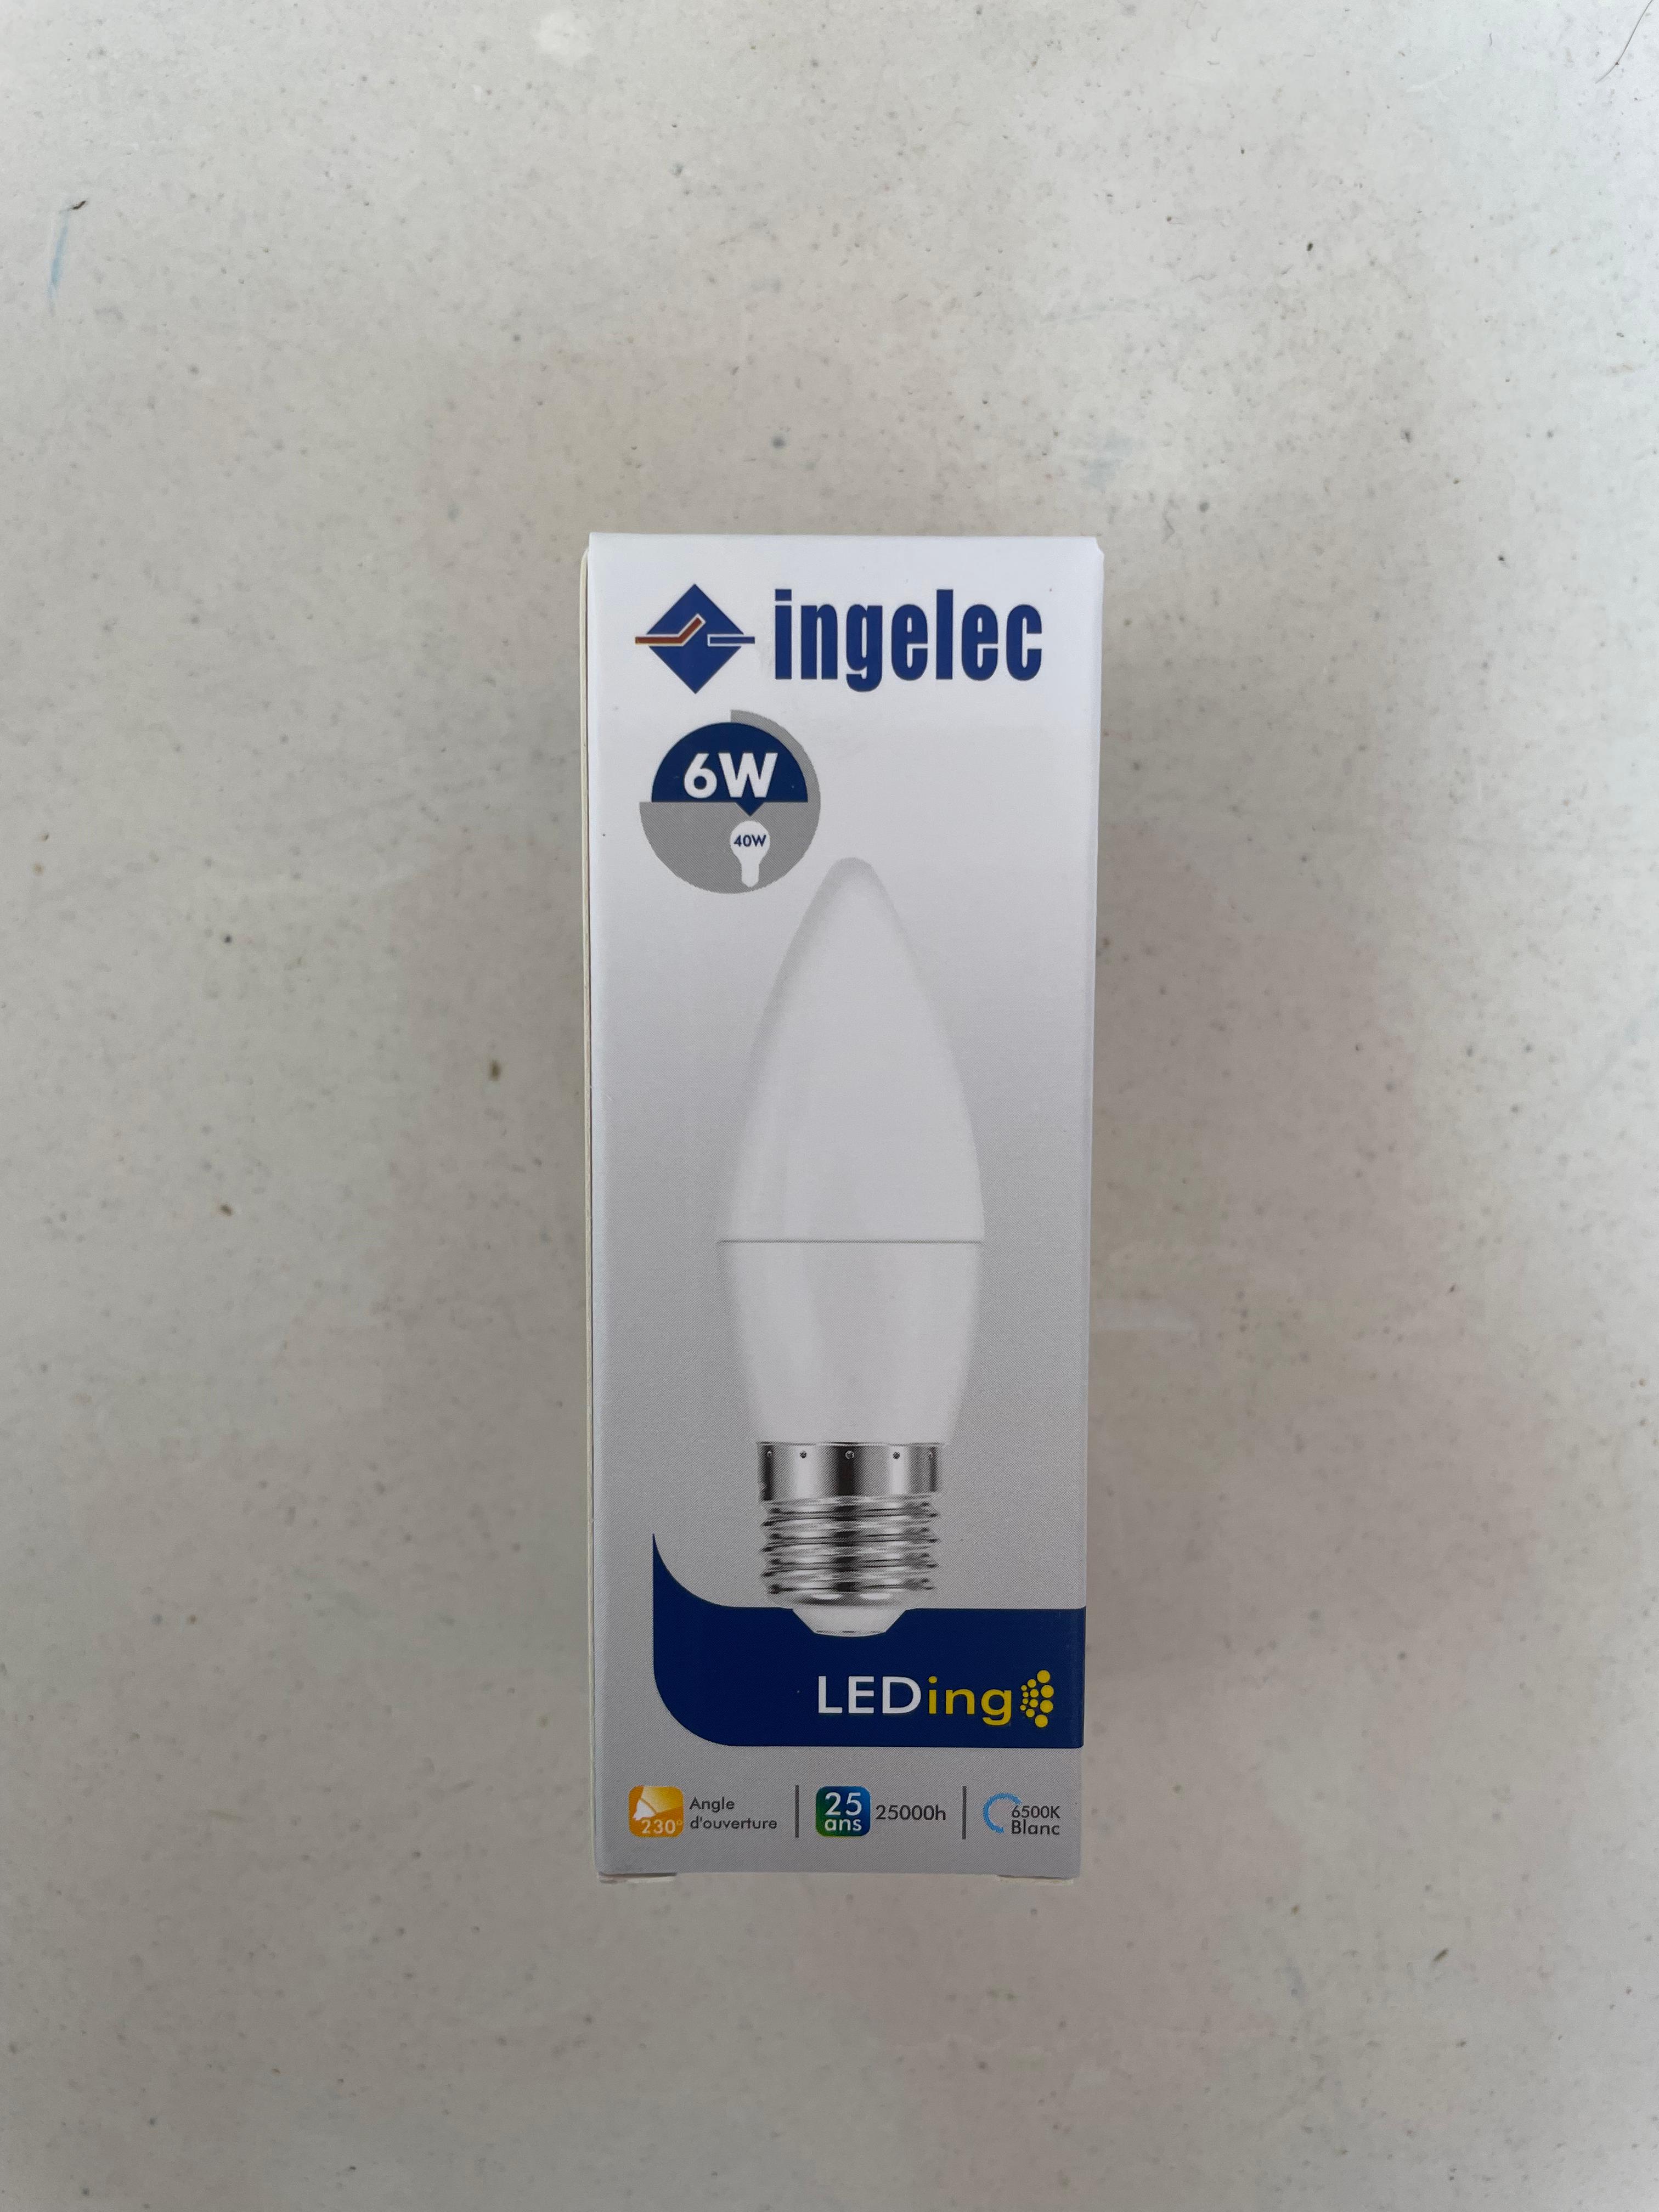 ingelec
6W
40W
LEDing
230°
Angle
d'ouverture
25
ans
25000h
6500K
Blanc